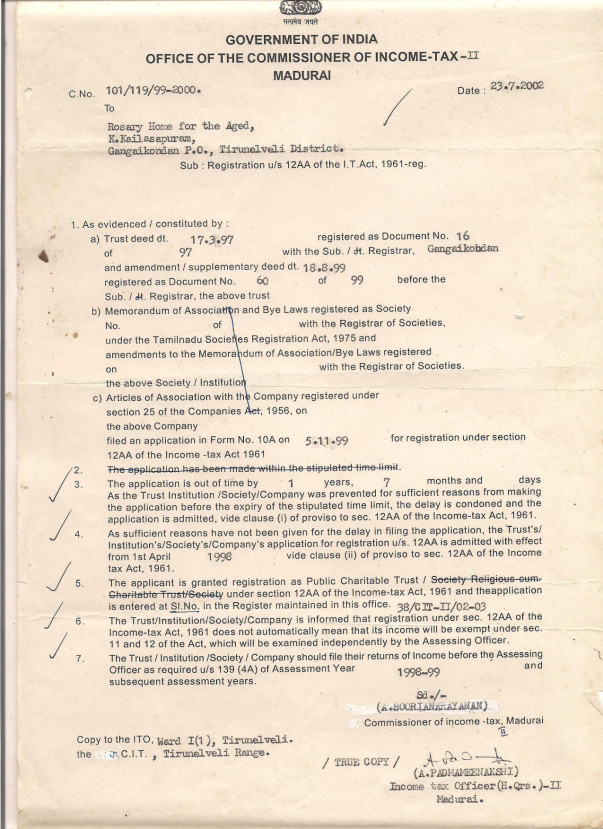 सत्यमेव जयते
GOVERNMENT OF INDIA
OFFICE OF THE COMMISSIONER OF INCOME-TAX-II
MADURAI
C.No. 101/119/99-2000.
Date : 23.7.2002
To
Rosary Home for the Aged,
K.Kailasapuram,
Gangaikondan P.O., Tirunelveli District.
Sub : Registration u/s 12AA of the I.T.Act, 1961-reg.
1. As evidenced / constituted by :
a) Trust deed dt. 17.3.97 registered as Document No. 16
of 97 with the Sub. / Jt. Registrar, Gangaikohdan
and amendment / supplementary deed dt. 18.8.99
registered as Document No. 60 of 99 before the
Sub. / Jt. Registrar, the above trust
b) Memorandum of Association and Bye Laws registered as Society
No. of with the Registrar of Societies,
under the Tamilnadu Societies Registration Act, 1975 and
amendments to the Memorandum of Association/Bye Laws registered
on with the Registrar of Societies.
the above Society / Institution
c) Articles of Association with the Company registered under
section 25 of the Companies Act, 1956, on
the above Company
filed an application in Form No. 10A on 5.11.99 for registration under section
12AA of the Income -tax Act 1961
2. The application has been made within the stipulated time limit.
3. The application is out of time by 1 years, 7 months and days
As the Trust Institution /Society/Company was prevented for sufficient reasons from making
the application before the expiry of the stipulated time limit, the delay is condoned and the
application is admitted, vide clause (i) of proviso to sec. 12AA of the Income-tax Act, 1961.
4. As sufficient reasons have not been given for the delay in filing the application, the Trust's/
Institution's/Society's/Company's application for registration u/s. 12AA is admitted with effect
from 1st April 1998 vide clause (ii) of proviso to sec. 12AA of the Income
tax Act, 1961.
5. The applicant is granted registration as Public Charitable Trust / Society Religious-cum-
Charitable Trust/Society under section 12AA of the Income-tax Act, 1961 and theapplication
is entered at Sl.No. in the Register maintained in this office. 38/CIT-II/02-03
6. The Trust/Institution/Society/Company is informed that registration under sec. 12AA of the
Income-tax Act, 1961 does not automatically mean that its income will be exempt under sec.
11 and 12 of the Act, which will be examined independently by the Assessing Officer.
7. The Trust / Institution /Society / Company should file their returns of Income before the Assessing
Officer as required u/s 139 (4A) of Assessment Year 1998-99 and
subsequent assessment years.
Sd./-
(A.SOORIANARAYANAN)
Commissioner of income -tax, Madurai
II
Copy to the ITO, Ward I(1), Tirunelveli.
the C.I.T. , Tirunelveli Range.
/ TRUE COPY /
(A.PADMAMEENAKSHI)
Income tax Officer(H.Qrs.)-II
Madurai.